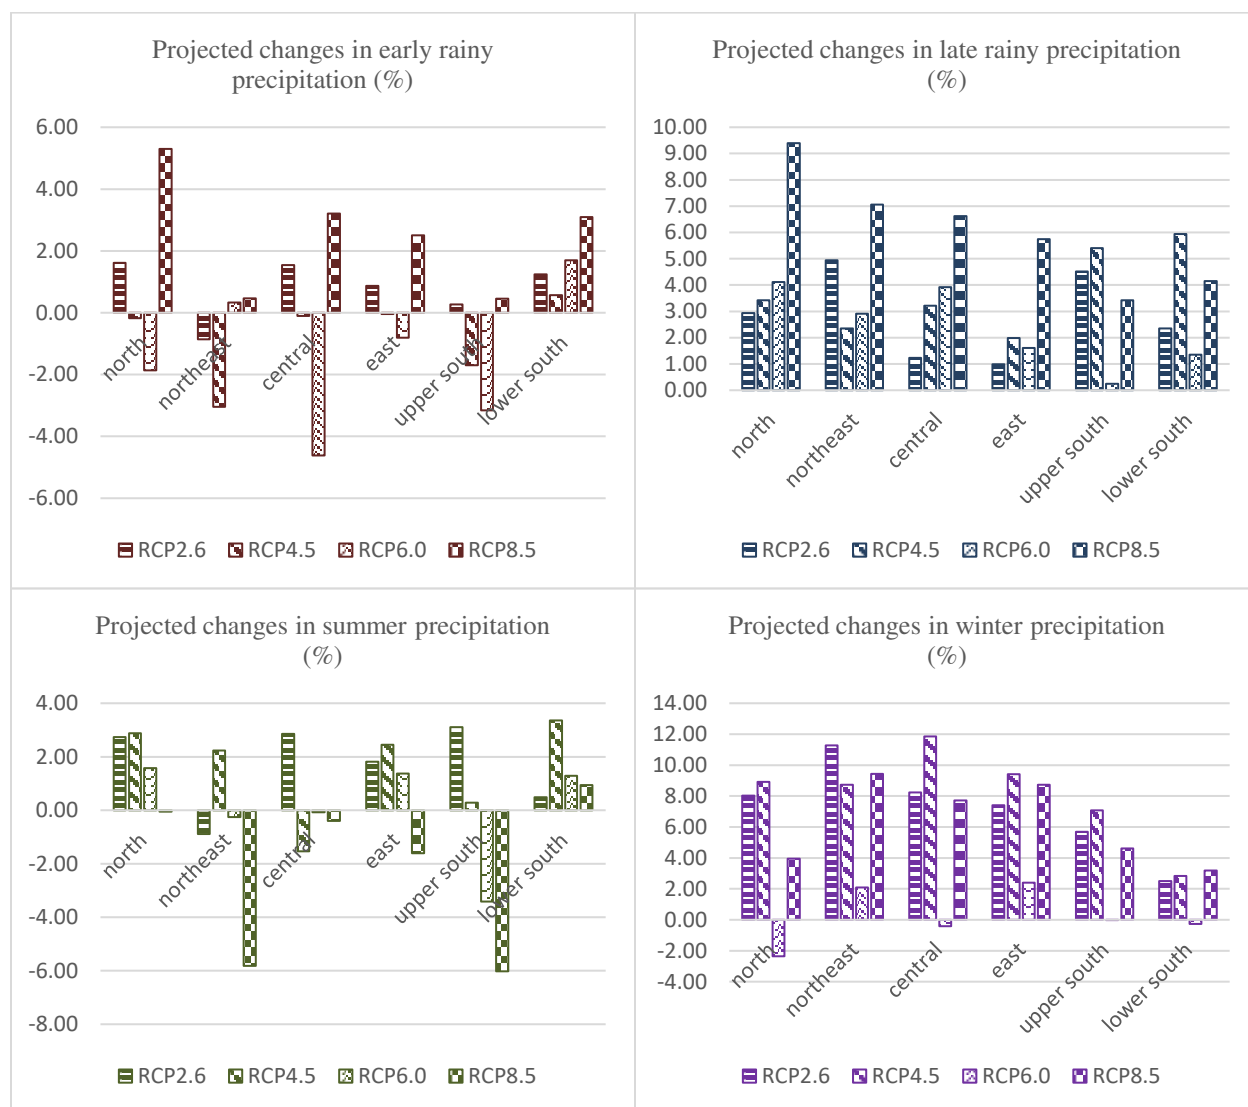 Projected changes in early rainy
precipitation (%)
6.00
4.00
2.00
0.00
-2.00
-4.00
-6.00
north
northeast
central
east
upper south
lower south
RCP2.6 RCP4.5 RCP6.0 RCP8.5
Projected changes in late rainy precipitation
(%)
10.00
9.00
8.00
7.00
6.00
5.00
4.00
3.00
2.00
1.00
0.00
north
northeast
central
east
upper south
lower south
RCP2.6 RCP4.5 RCP6.0 RCP8.5
Projected changes in summer precipitation
(%)
4.00
2.00
0.00
-2.00
-4.00
-6.00
-8.00
north
northeast
central
east
upper south
lower south
RCP2.6 RCP4.5 RCP6.0 RCP8.5
Projected changes in winter precipitation
(%)
14.00
12.00
10.00
8.00
6.00
4.00
2.00
0.00
-2.00
-4.00
north
northeast
central
east
upper south
lower south
RCP2.6 RCP4.5 RCP6.0 RCP8.5